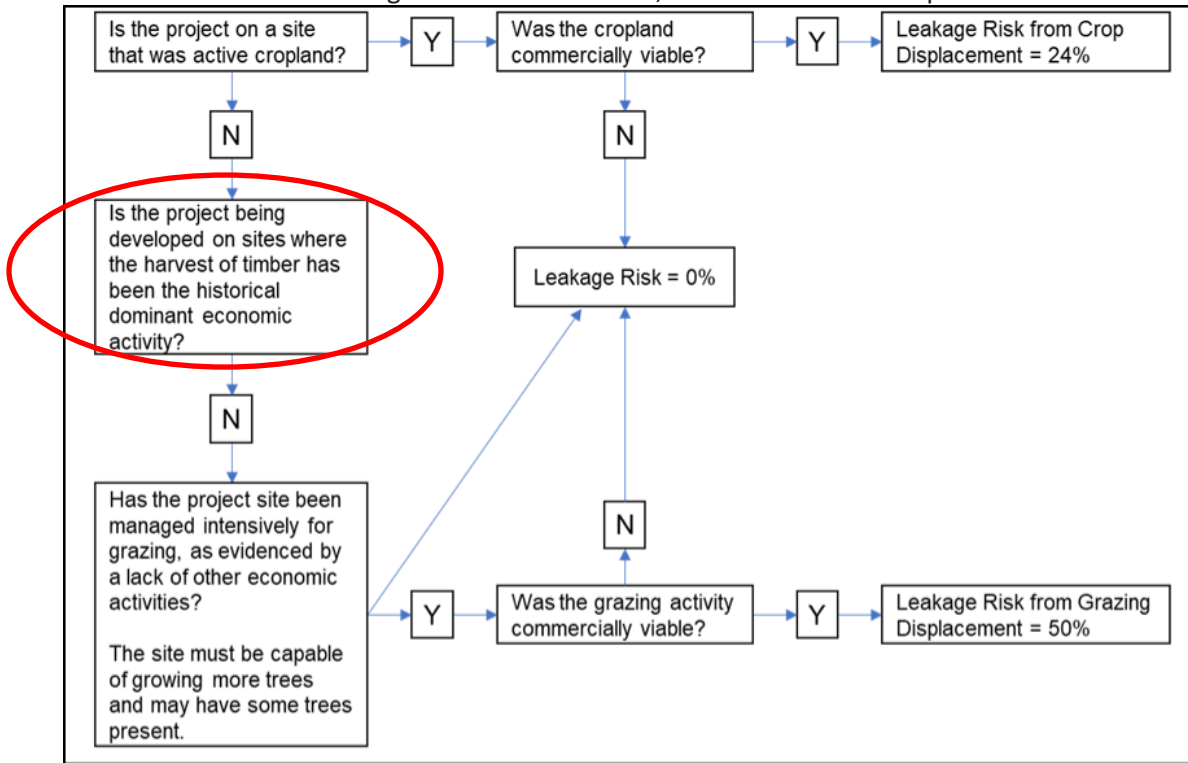 Is the project on a site
that was active cropland?
Y
Was the cropland
commercially viable?
Y
Leakage Risk from Crop
Displacement = 24%
N
N
Is the project being
developed on sites where
the harvest of timber has
been the historical
dominant economic
activity?
Leakage Risk = 0%
N
Has the project site been
managed intensively for
grazing, as evidenced by
a lack of other economic
activities?
The site must be capable
of growing more trees
and may have some trees
present.
N
Y
Was the grazing activity
commercially viable?
Y
Leakage Risk from Grazing
Displacement = 50%